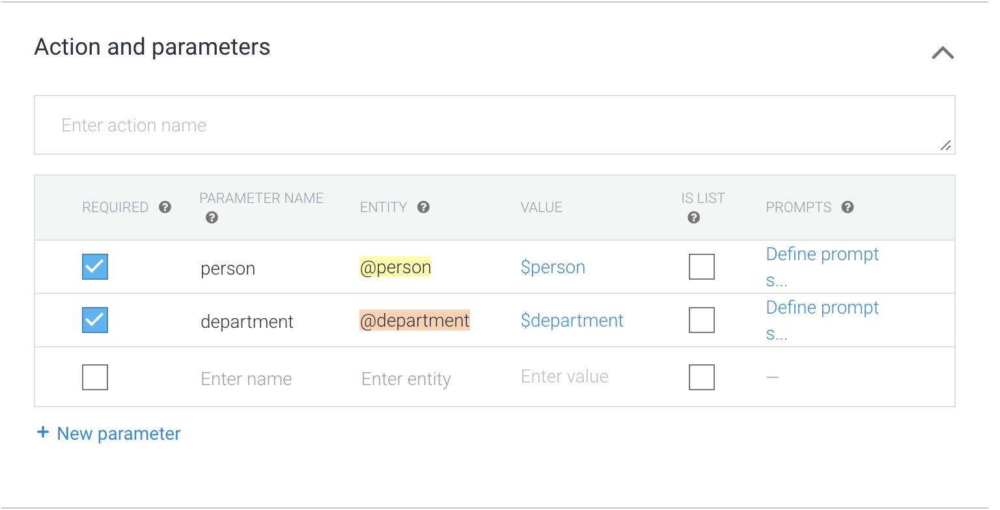 Action and parameters
Enter action name
REQUIRED ? PARAMETER NAME ? ENTITY ? VALUE IS LIST ? PROMPTS ?
person @person $person Define prompt
s...
department @department $department Define prompt
s...
Enter name Enter entity Enter value –
+ New parameter